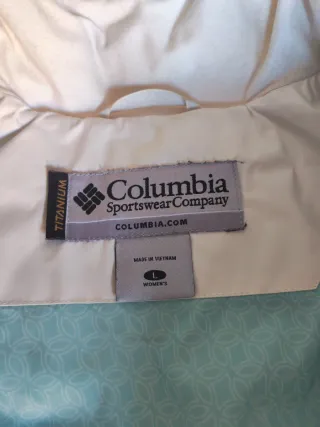 TITANIUM
Columbia
Sportswear Company
COLUMBIA.COM
MADE IN VIETNAM
L
WOMEN'S